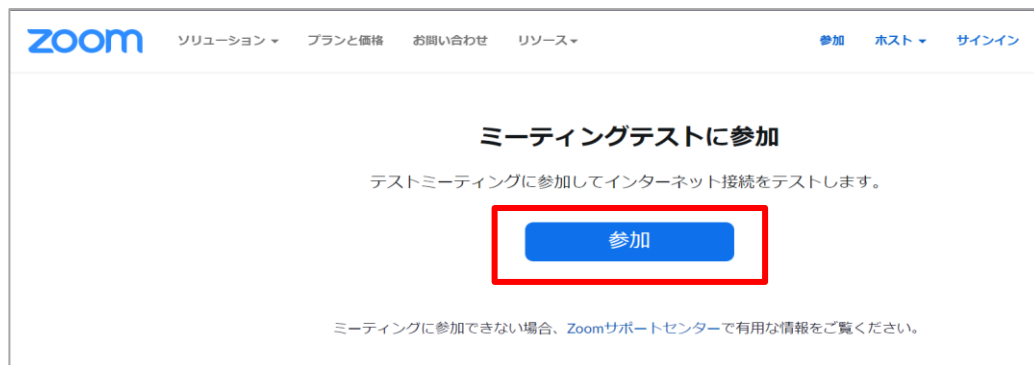 zoom ソリューション プランと価格 お問い合わせ リソース 参加 ホスト サインイン
ミーティングテストに参加
テストミーティングに参加してインターネット接続をテストします。
参加
ミーティングに参加できない場合、Zoomサポートセンターで有用な情報をご覧ください。